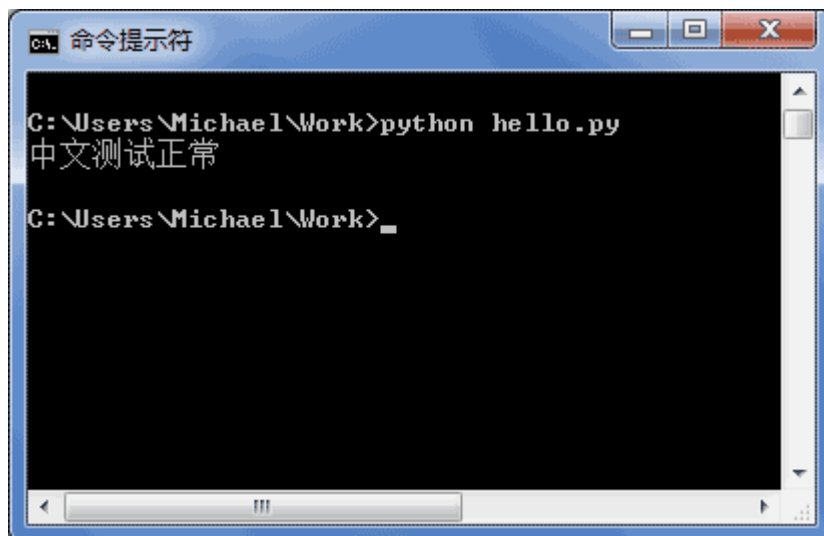 命令提示符
C:\Users\Michael\Work>python hello.py
中文测试正常
C:\Users\Michael\Work>